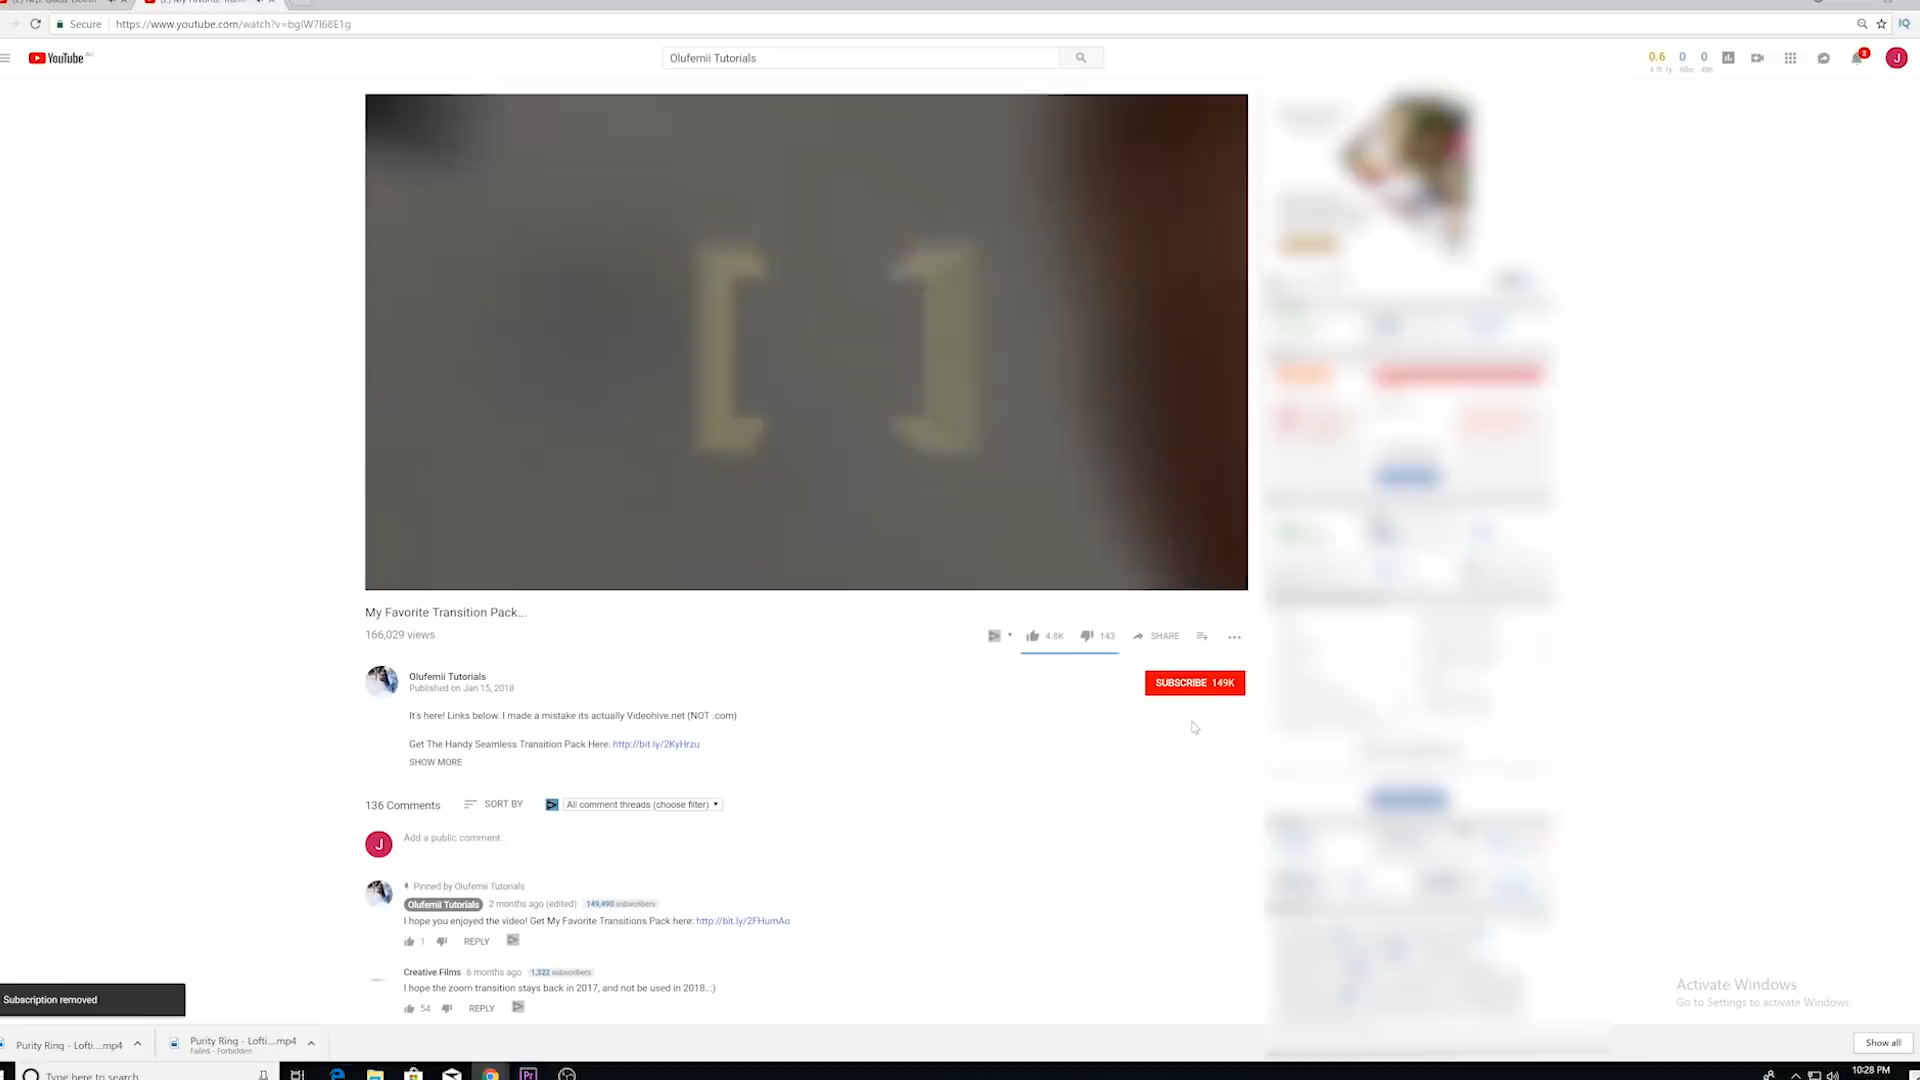 Secure
https://www.youtube.com/watch?v=bgIW7I68E1g
YouTube AU
Olufemii Tutorials
0.6 0 0
2
J
[ ]
My Favorite Transition Pack...
166,029 views
4.8K 143 SHARE
Olufemii Tutorials
Published on Jan 15, 2018
SUBSCRIBE 149K
It's here! Links below. I made a mistake its actually Videohive.net (NOT .com)
Get The Handy Seamless Transition Pack Here: http://bit.ly/2KyHrzu
SHOW MORE
136 Comments SORT BY All comment threads (choose filter)
J
Add a public comment...
Pinned by Olufemii Tutorials
Olufemii Tutorials 2 months ago (edited) 149,490 subscribers
I hope you enjoyed the video! Get My Favorite Transitions Pack here: http://bit.ly/2FHumAo
1 REPLY
Creative Films 6 months ago 1,322 subscribers
I hope the zoom transition stays back in 2017, and not be used in 2018..:)
54 REPLY
Subscription removed
Activate Windows
Go to Settings to activate Windows
Purity Ring - Lofti....mp4
Purity Ring - Lofti....mp4
Failed - Forbidden
Show all
Type here to search
Pr
10:28 PM